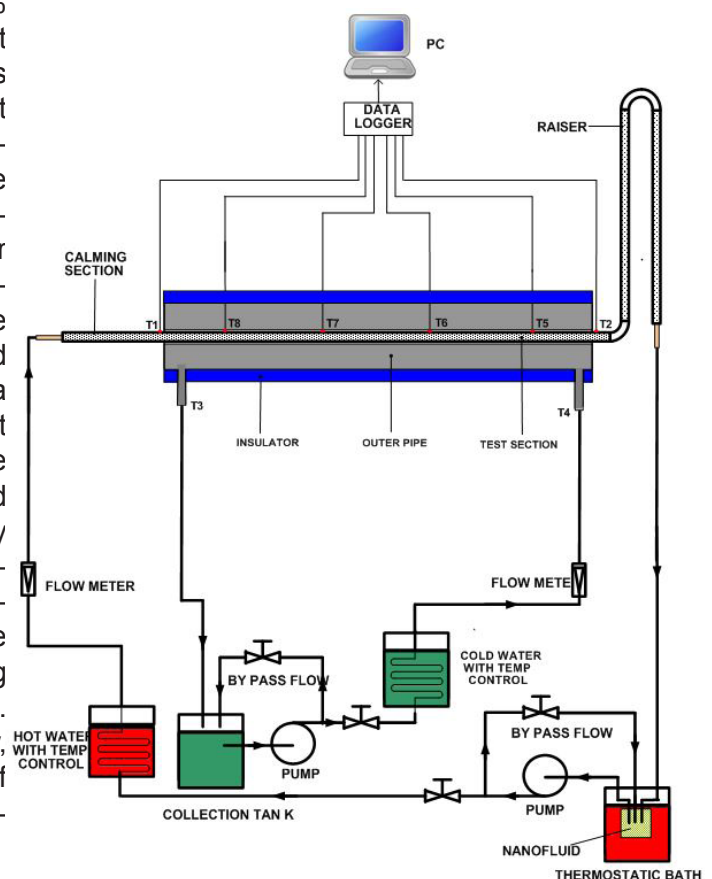 PC
DATA
LOGGER
RAISER
CALMING
SECTION
T1
T8
T7
T6
T5
T2
T3
T4
INSULATOR
OUTER PIPE
TEST SECTION
FLOW METER
FLOW METE
COLD WATER
WITH TEMP
CONTROL
BY PASS FLOW
BY PASS FLOW
HOT WATER
WITH TEMP
CONTROL
PUMP
PUMP
COLLECTION TAN K
NANOFLUID
THERMOSTATIC BATH